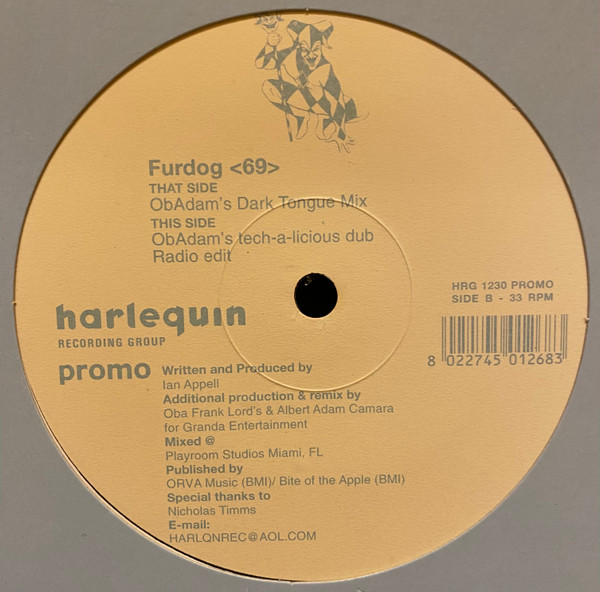 Furdog <69>
THAT SIDE
ObAdam's Dark Tongue Mix
THIS SIDE
ObAdam's tech-a-licious dub
Radio edit
HRG 1230 PROMO
SIDE B - 33 RPM
harlequin
RECORDING GROUP
8 022745 012683
promo
Written and Produced by
Ian Appell
Additional production & remix by
Oba Frank Lord's & Albert Adam Camara
for Granda Entertainment
Mixed @
Playroom Studios Miami, FL
Published by
ORVA Music (BMI)/ Bite of the Apple (BMI)
Special thanks to
Nicholas Timms
E-mail:
HARLQNREC@AOL.COM